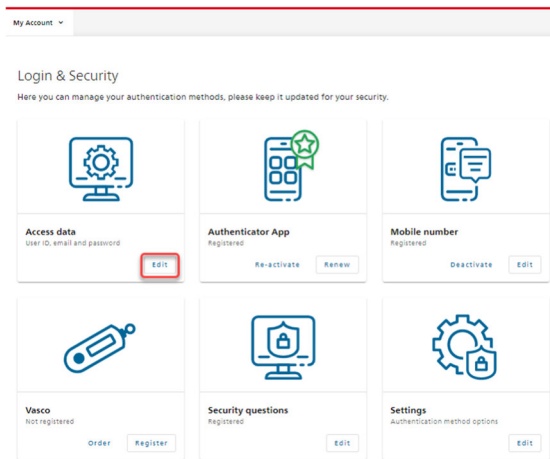 My Account
Login & Security
Here you can manage your authentication methods, please keep it updated for your security.
Access data
User ID, email and password
Edit
Authenticator App
Registered
Re-activate Renew
Mobile number
Registered
Deactivate Edit
Vasco
Not registered
Order Register
Security questions
Registered
Edit
Settings
Authentication method options
Edit